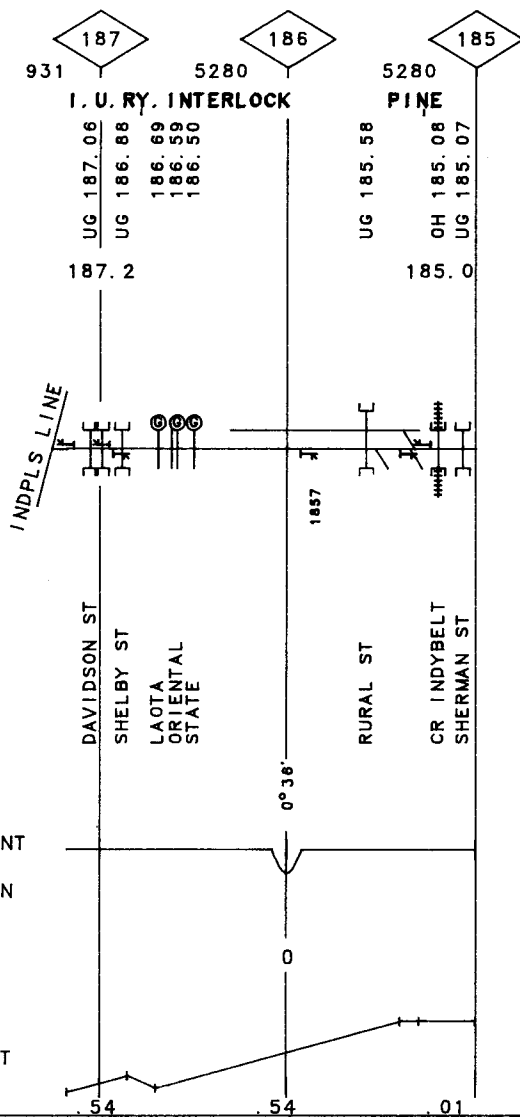 187 186 185
931 5280 5280
I. U. RY. INTERLOCK PINE
UG 187.06
UG 186.88
186.69
186.59
186.50
UG 185.58
OH 185.08
UG 185.07
187.2 185.0
G G G
INDPLS LINE
1857
DAVIDSON ST
SHELBY ST
LAOTA
ORIENTAL
STATE
RURAL ST
CR INDYBELT
SHERMAN ST
0°36'
NT
N
0
T
.54 .54 .01